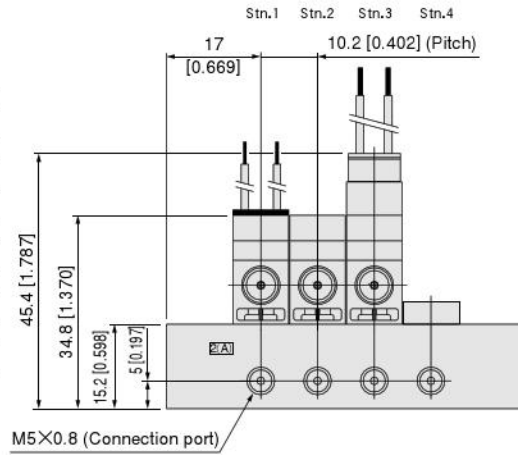 Stn.1 Stn.2 Stn.3 Stn.4
17
[0.669]
10.2 [0.402] (Pitch)
45.4 [1.787]
34.8 [1.370]
15.2 [0.598]
5 [0.197]
2(A)
M5×0.8 (Connection port)